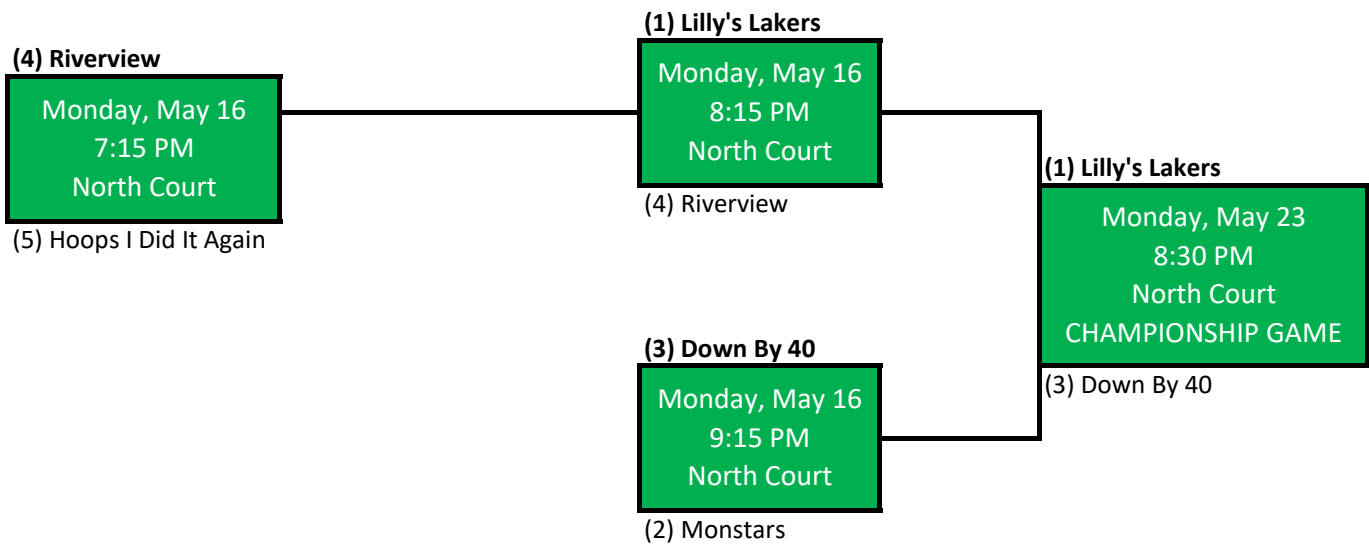 (4) Riverview
Monday, May 16
7:15 PM
North Court
(5) Hoops I Did It Again
(1) Lilly's Lakers
Monday, May 16
8:15 PM
North Court
(4) Riverview
(3) Down By 40
Monday, May 16
9:15 PM
North Court
(2) Monstars
(1) Lilly's Lakers
Monday, May 23
8:30 PM
North Court
CHAMPIONSHIP GAME
(3) Down By 40